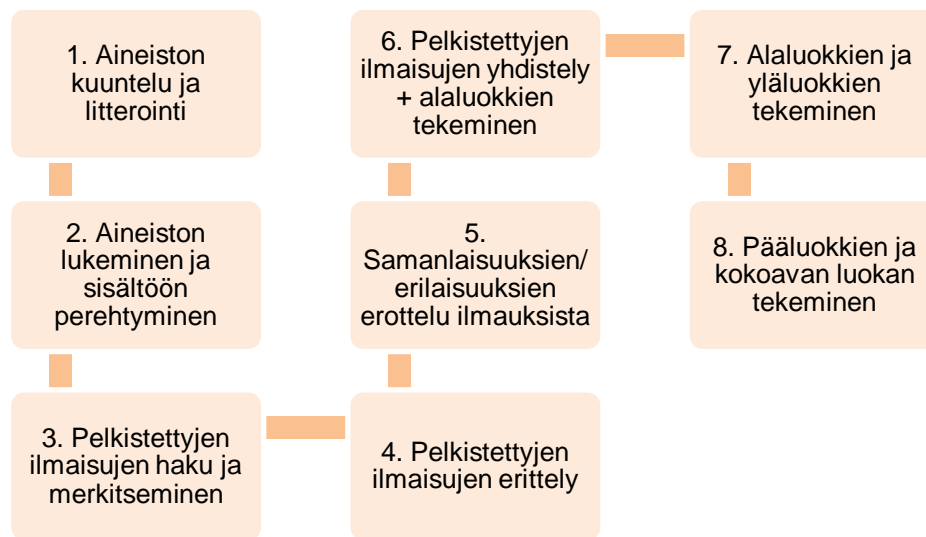 1. Aineiston
kuuntelu ja
litterointi
2. Aineiston
lukeminen ja
sisältöön
perehtyminen
3. Pelkistettyjen
ilmaisujen haku ja
merkitseminen
4. Pelkistettyjen
ilmaisujen erittely
5.
Samanlaisuuksien/
erilaisuuksien
erottelu ilmauksista
6. Pelkistettyjen
ilmaisujen yhdistely
+ alaluokkien
tekeminen
7. Alaluokkien ja
yläluokkien
tekeminen
8. Pääluokkien ja
kokoavan luokan
tekeminen